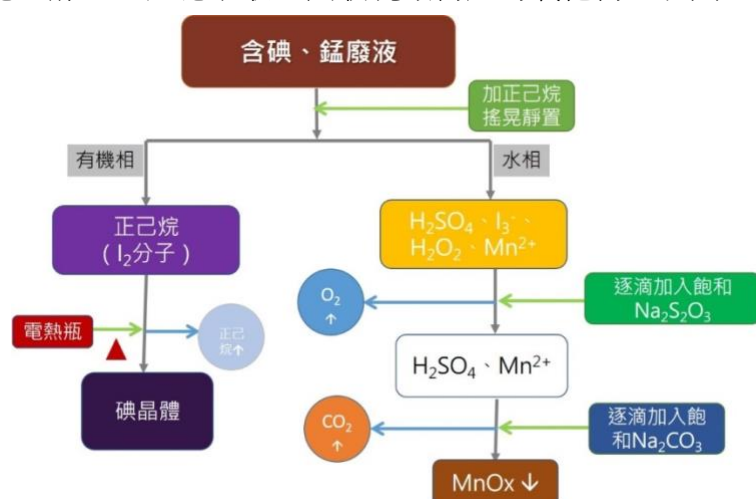 含碘、錳廢液
加正己烷
搖晃靜置
有機相
水相
正己烷
(I₂分子)
H₂SO₄、I₃⁻、
H₂O₂、Mn²⁺
O₂
↑
逐滴加入飽和
Na₂S₂O₃
電熱瓶
正己
烷↑
H₂SO₄、Mn²⁺
碘晶體
CO₂
↑
逐滴加入飽
和Na₂CO₃
MnOx↓